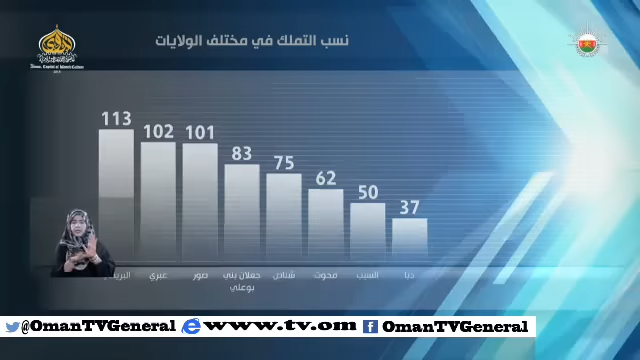 نسب التملك في مختلف الولايات
113
102
101
83
75
62
50
37
عبري
صور
جعلان بني
بوعلي
شناص
محوت
السيب
دبا
@OmanTVGeneral
www.tv.om
OmanTVGeneral